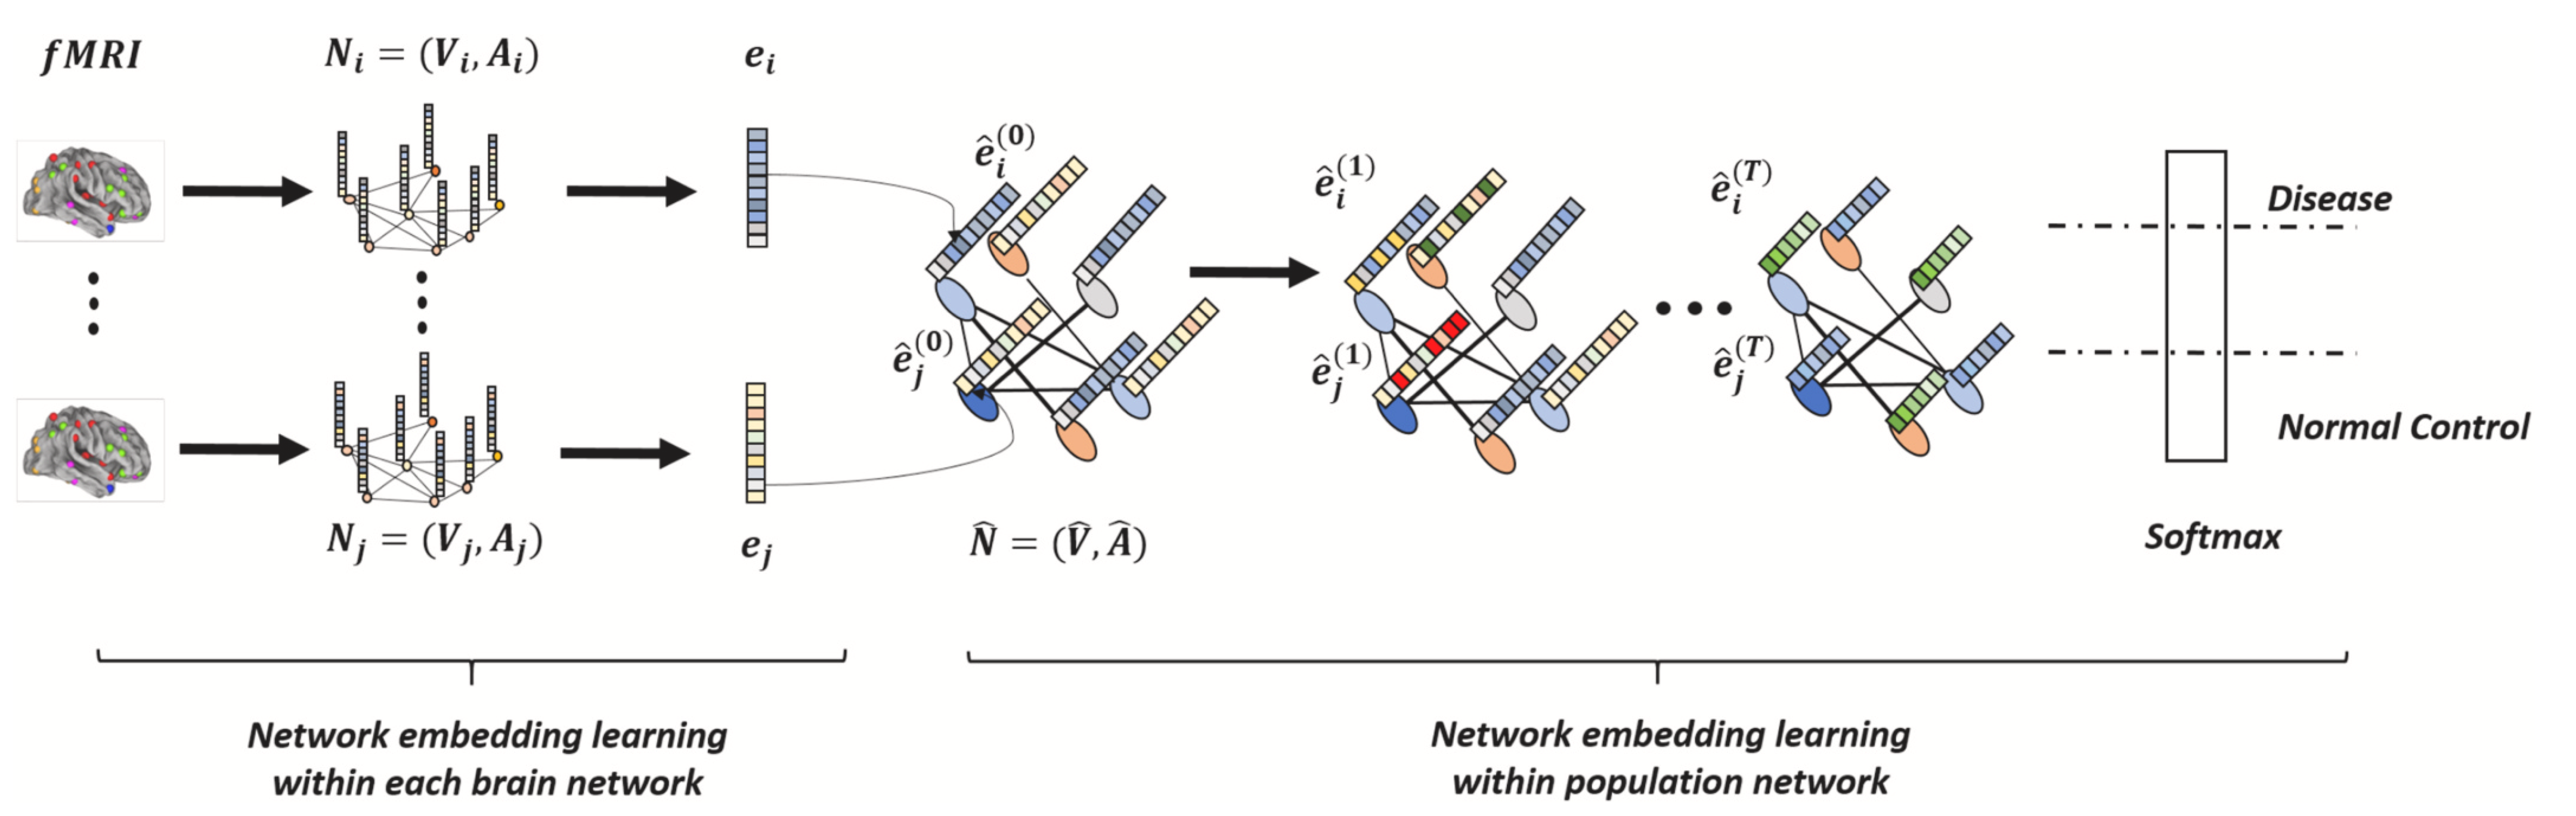 fMRI
N_i = (V_i, A_i)
e_i
ê_i^(0)
ê_j^(0)
ê_i^(1)
ê_j^(1)
ê_i^(T)
ê_j^(T)
Disease
Normal Control
N_j = (V_j, A_j)
e_j
N̂ = (V̂, Â)
Softmax
Network embedding learning
within each brain network
Network embedding learning
within population network